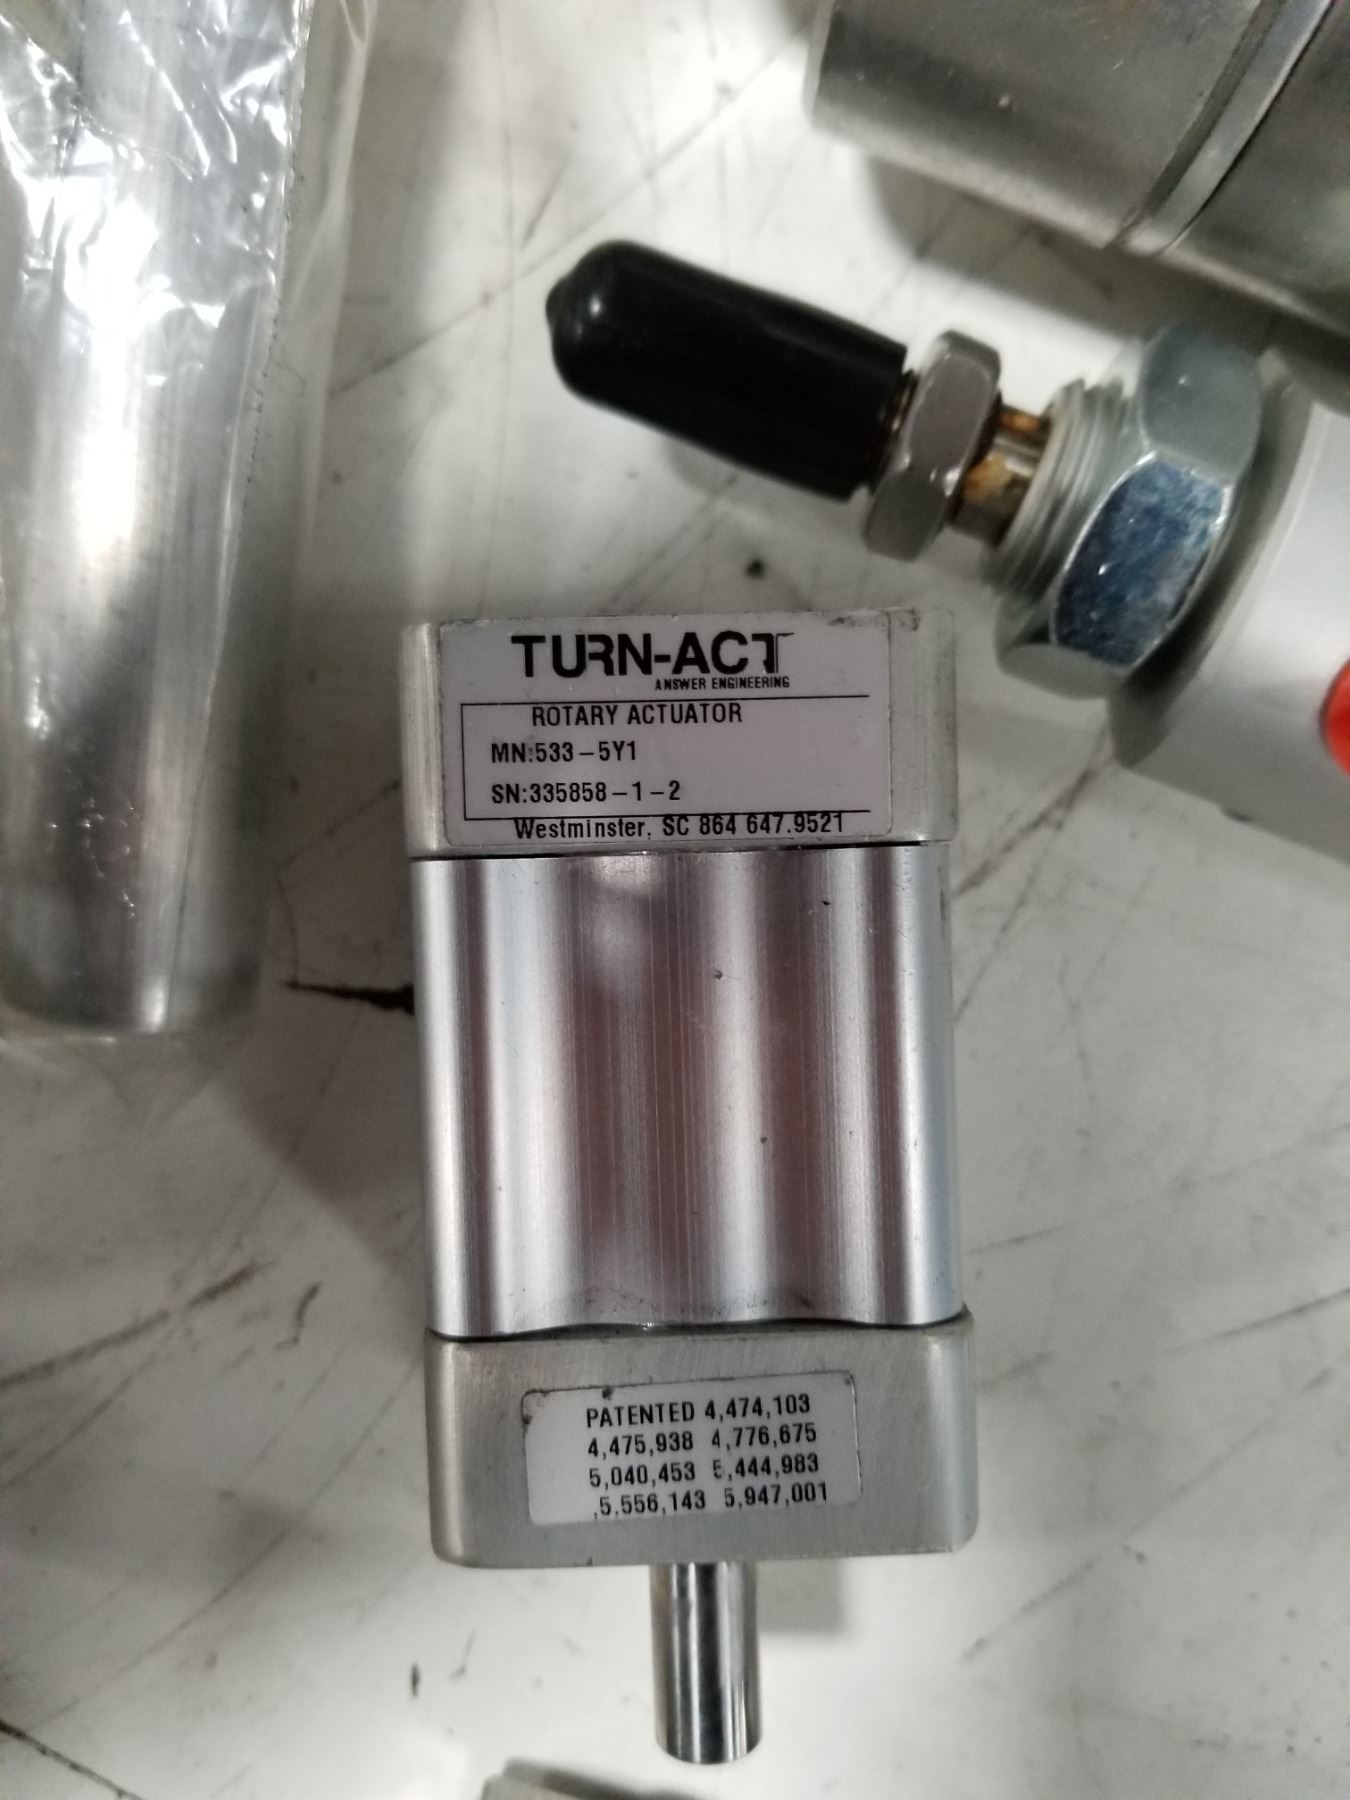 TURN-ACT
ANSWER ENGINEERING
ROTARY ACTUATOR
MN:533-5Y1
SN:335858-1-2
Westminster, SC 864 647.9521
PATENTED 4,474,103
4,475,938 4,776,675
5,040,453 5,444,983
,5,556,143 5,947,001